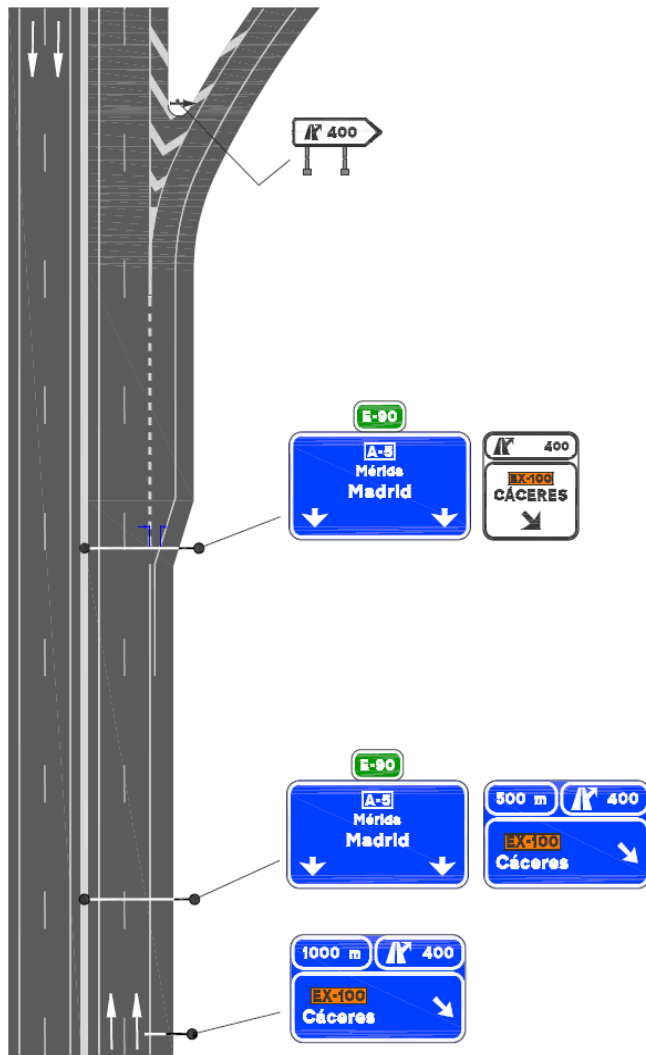 400
E-90
A-5
Mérida
Madrid
400
EX-100
CÁCERES
E-90
A-5
Mérida
Madrid
500 m 400
EX-100
Cáceres
1000 m 400
EX-100
Cáceres